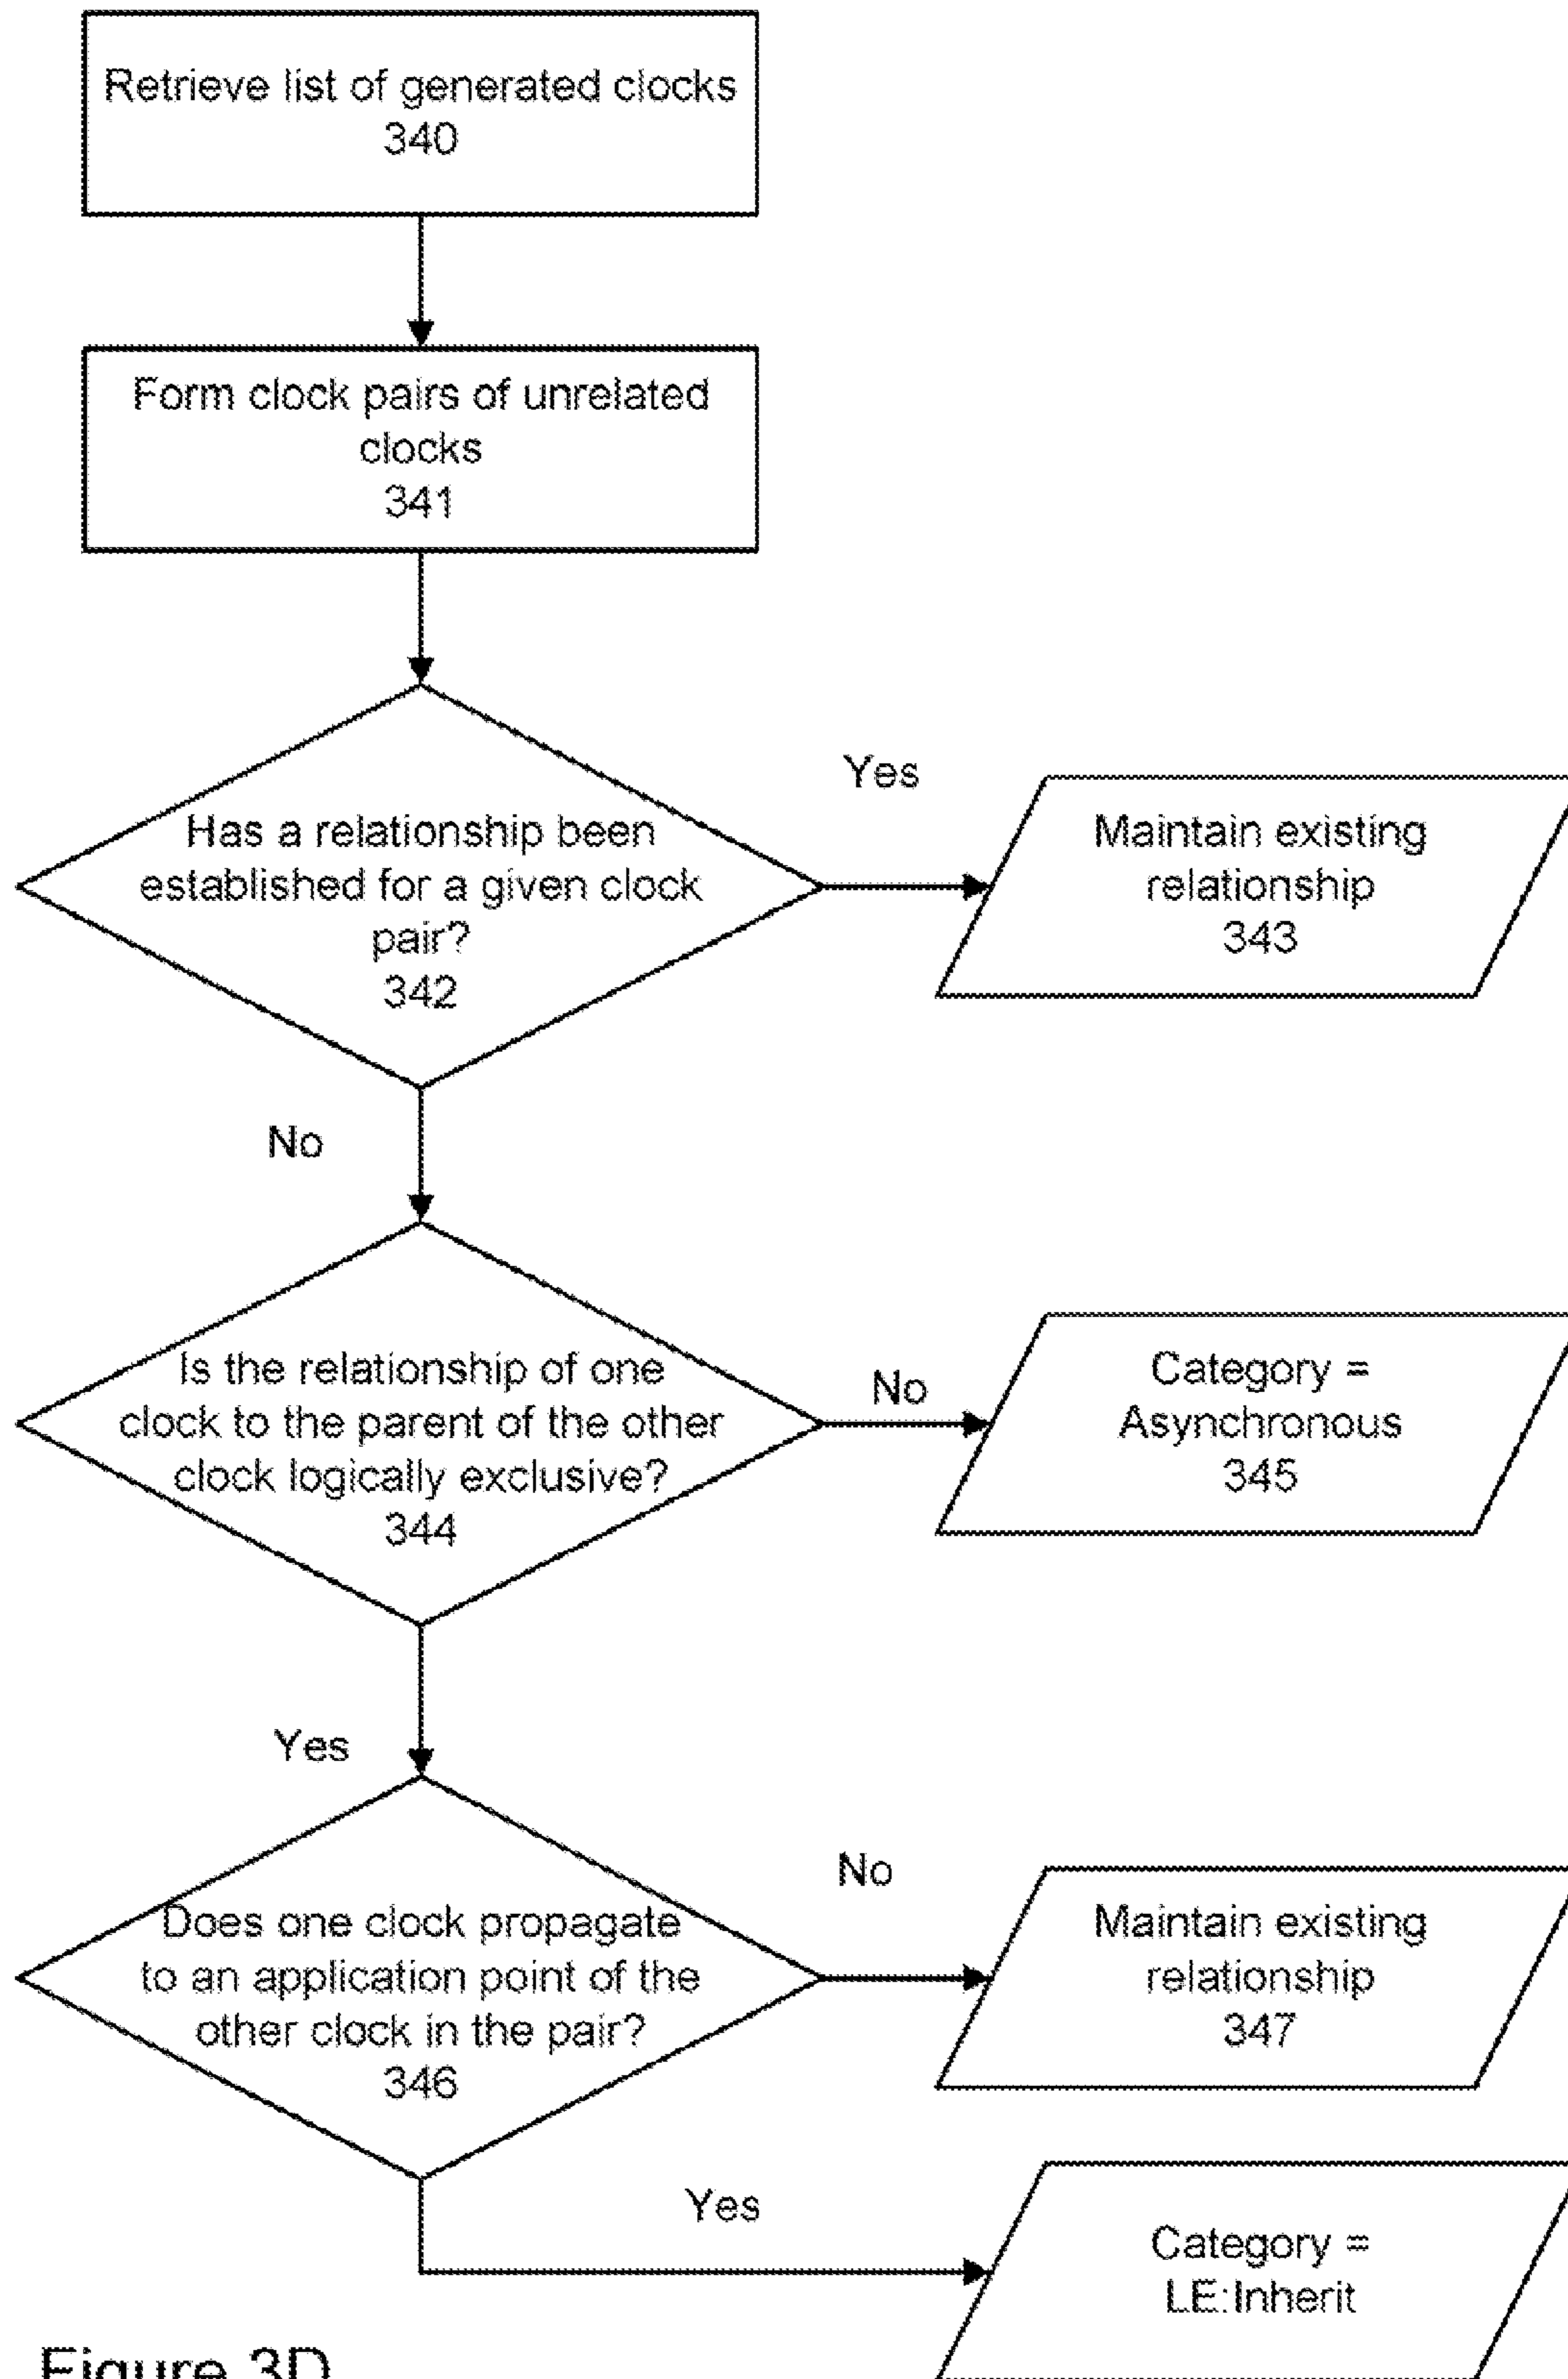 Retrieve list of generated clocks
340
Form clock pairs of unrelated
clocks
341
Has a relationship been
established for a given clock
pair?
342
Yes
Maintain existing
relationship
343
No
Is the relationship of one
clock to the parent of the other
clock logically exclusive?
344
No
Category =
Asynchronous
345
Yes
Does one clock propagate
to an application point of the
other clock in the pair?
346
No
Maintain existing
relationship
347
Yes
Category =
LE:Inherit
Figure 3D